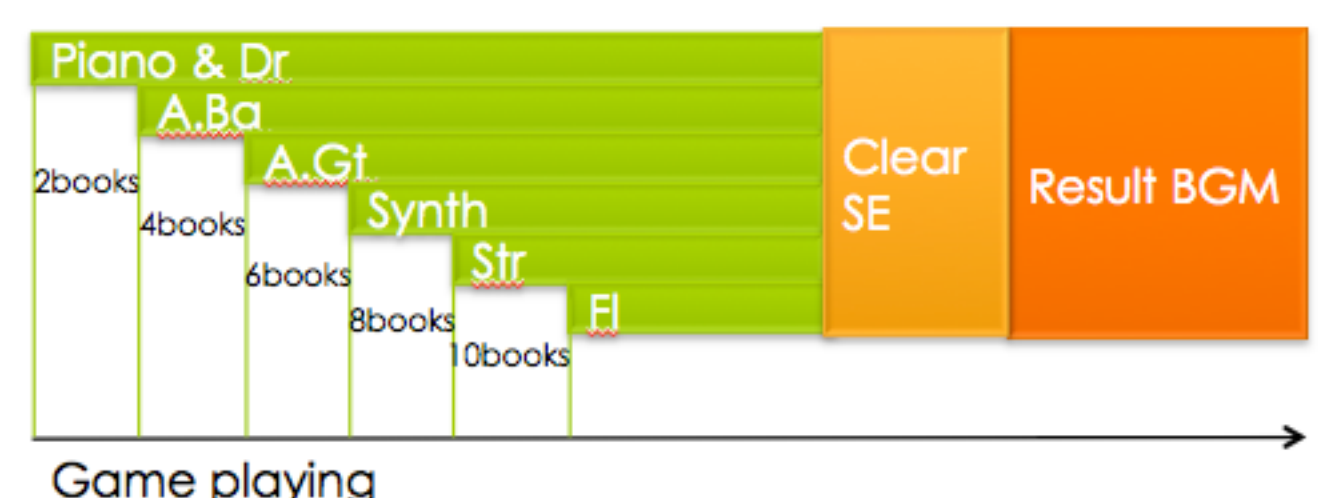 Piano & Dr
A.Ba
A.Gt
Synth
Str
Fl
2books
4books
6books
8books
10books
Clear
SE
Result BGM
Game playing